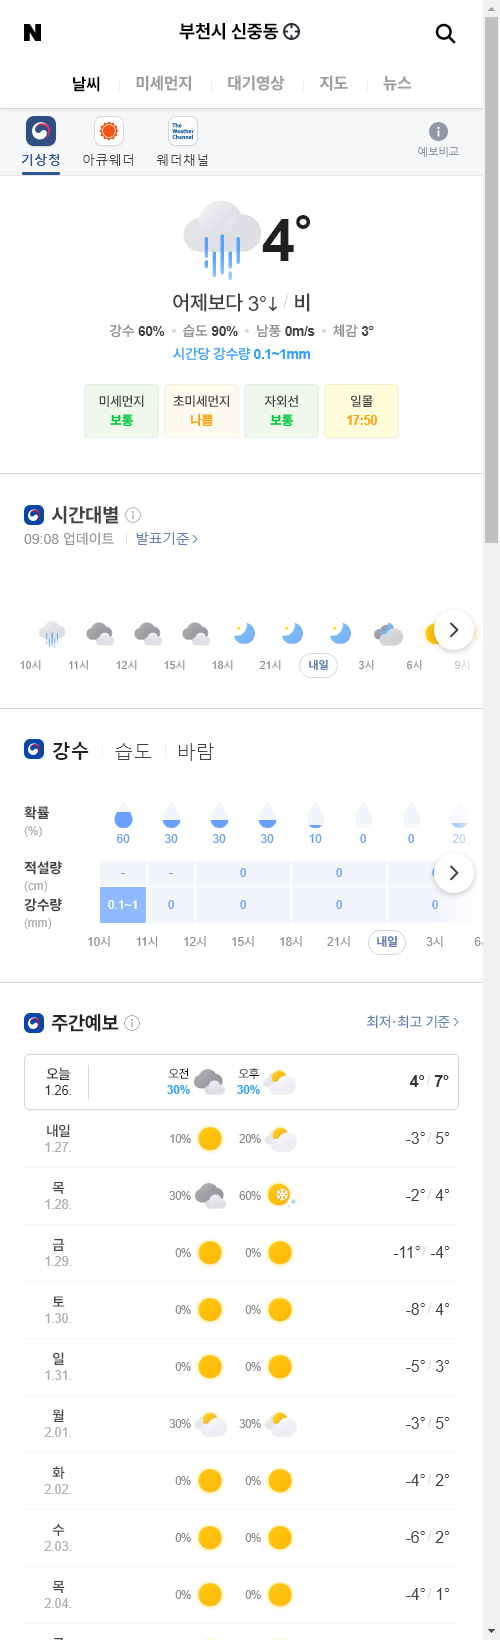 N
부천시 신중동
날씨 미세먼지 대기영상 지도 뉴스
The Weather Channel
기상청 아큐웨더 웨더채널 예보비교
4°
어제보다 3°↓ / 비
강수 60% • 습도 90% • 남풍 0m/s • 체감 3°
시간당 강수량 0.1~1mm
미세먼지 초미세먼지 자외선 일몰
보통 나쁨 보통 17:50
시간대별
09:08 업데이트 발표기준 >
10시 11시 12시 15시 18시 21시 내일 3시 6시 9시
강수 습도 바람
확률
(%)
60 30 30 30 10 0 0 20
적설량
(cm)
- - 0 0
강수량
(mm)
0.1~1 0 0 0 0
10시 11시 12시 15시 18시 21시 내일 3시
주간예보
최저·최고 기준 >
오늘 1.26. 오전 30% 오후 30% 4° / 7°
내일 1.27. 10% 20% -3° / 5°
목 1.28. 30% 60% -2° / 4°
금 1.29. 0% 0% -11° / -4°
토 1.30. 0% 0% -8° / 4°
일 1.31. 0% 0% -5° / 3°
월 2.01. 30% 30% -3° / 5°
화 2.02. 0% 0% -4° / 2°
수 2.03. 0% 0% -6° / 2°
목 2.04. 0% 0% -4° / 1°